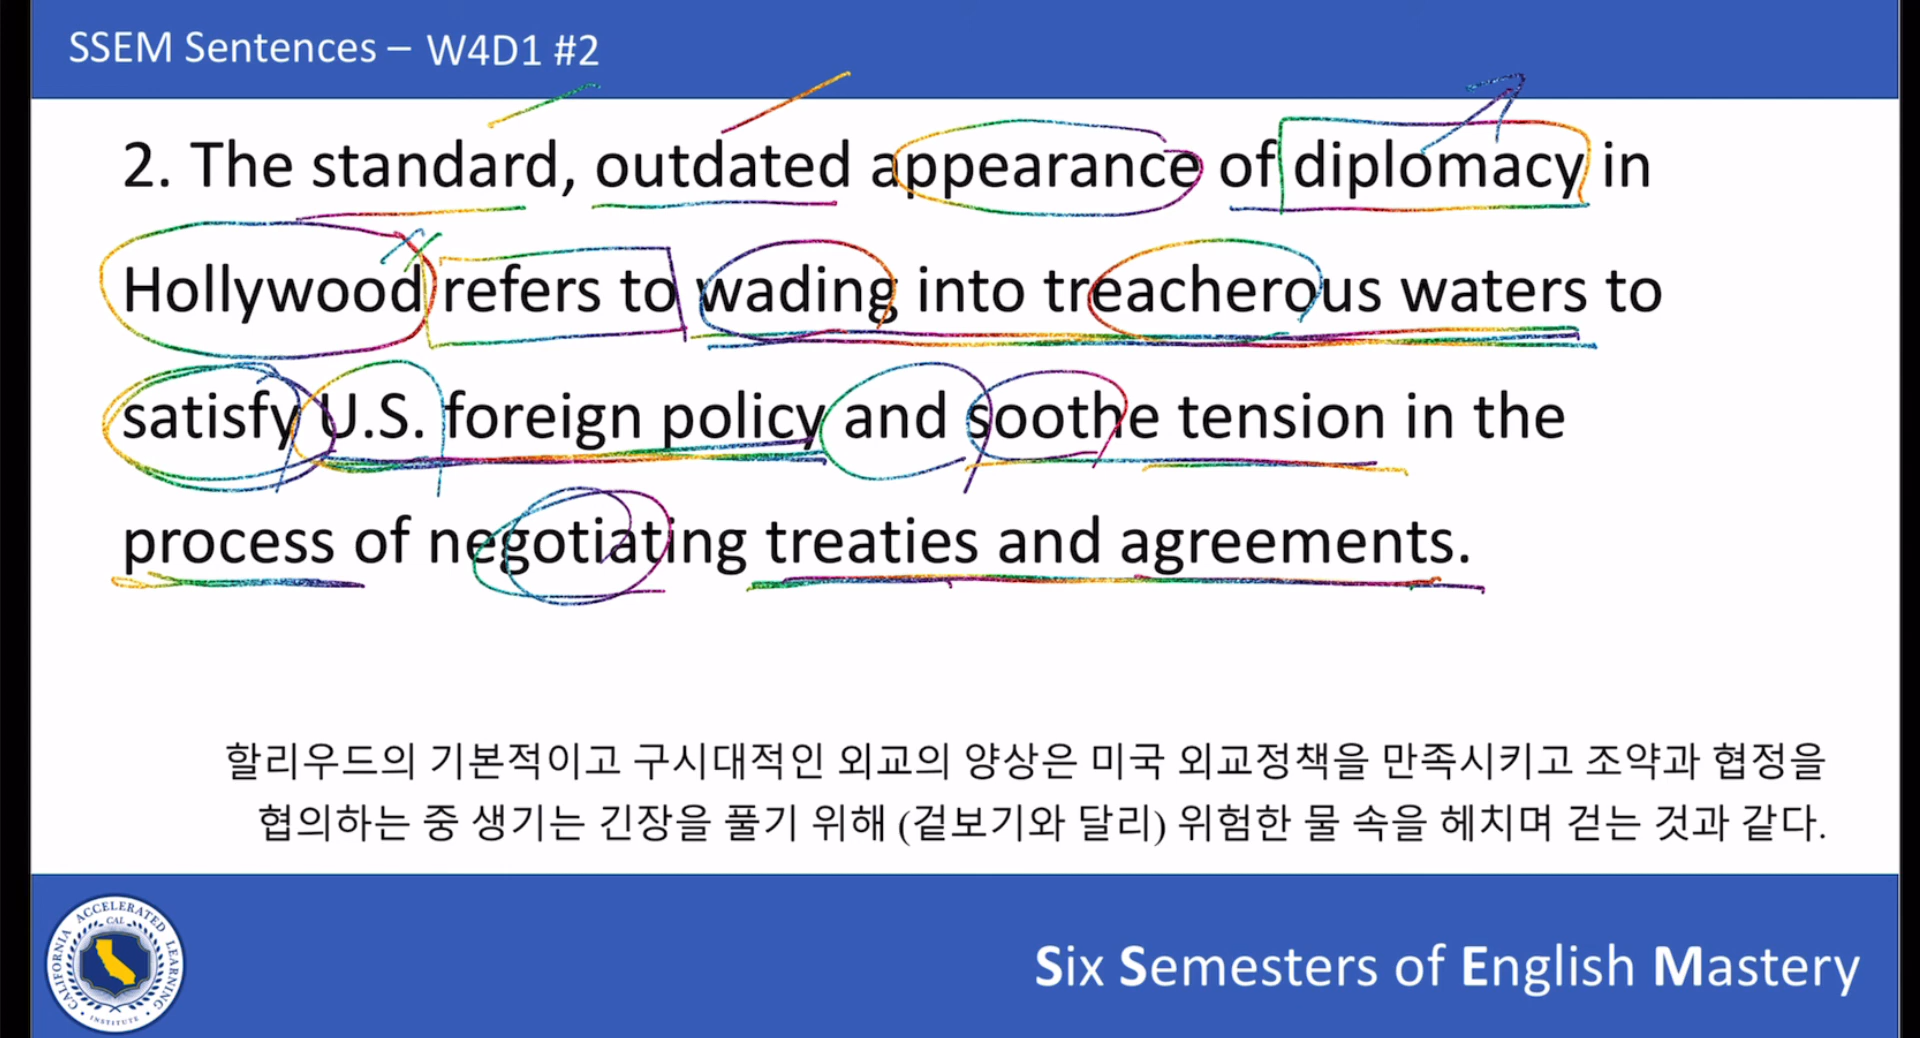 SSEM Sentences – W4D1 #2
2. The standard, outdated appearance of diplomacy in
Hollywood refers to wading into treacherous waters to
satisfy U.S. foreign policy and soothe tension in the
process of negotiating treaties and agreements.
할리우드의 기본적이고 구시대적인 외교의 양상은 미국 외교정책을 만족시키고 조약과 협정을
협의하는 중 생기는 긴장을 풀기 위해 (겉보기와 달리) 위험한 물 속을 헤치며 걷는 것과 같다.
CALIFORNIA ACCELERATED LEARNING
CAL
• INSTITUTE •
Six Semesters of English Mastery